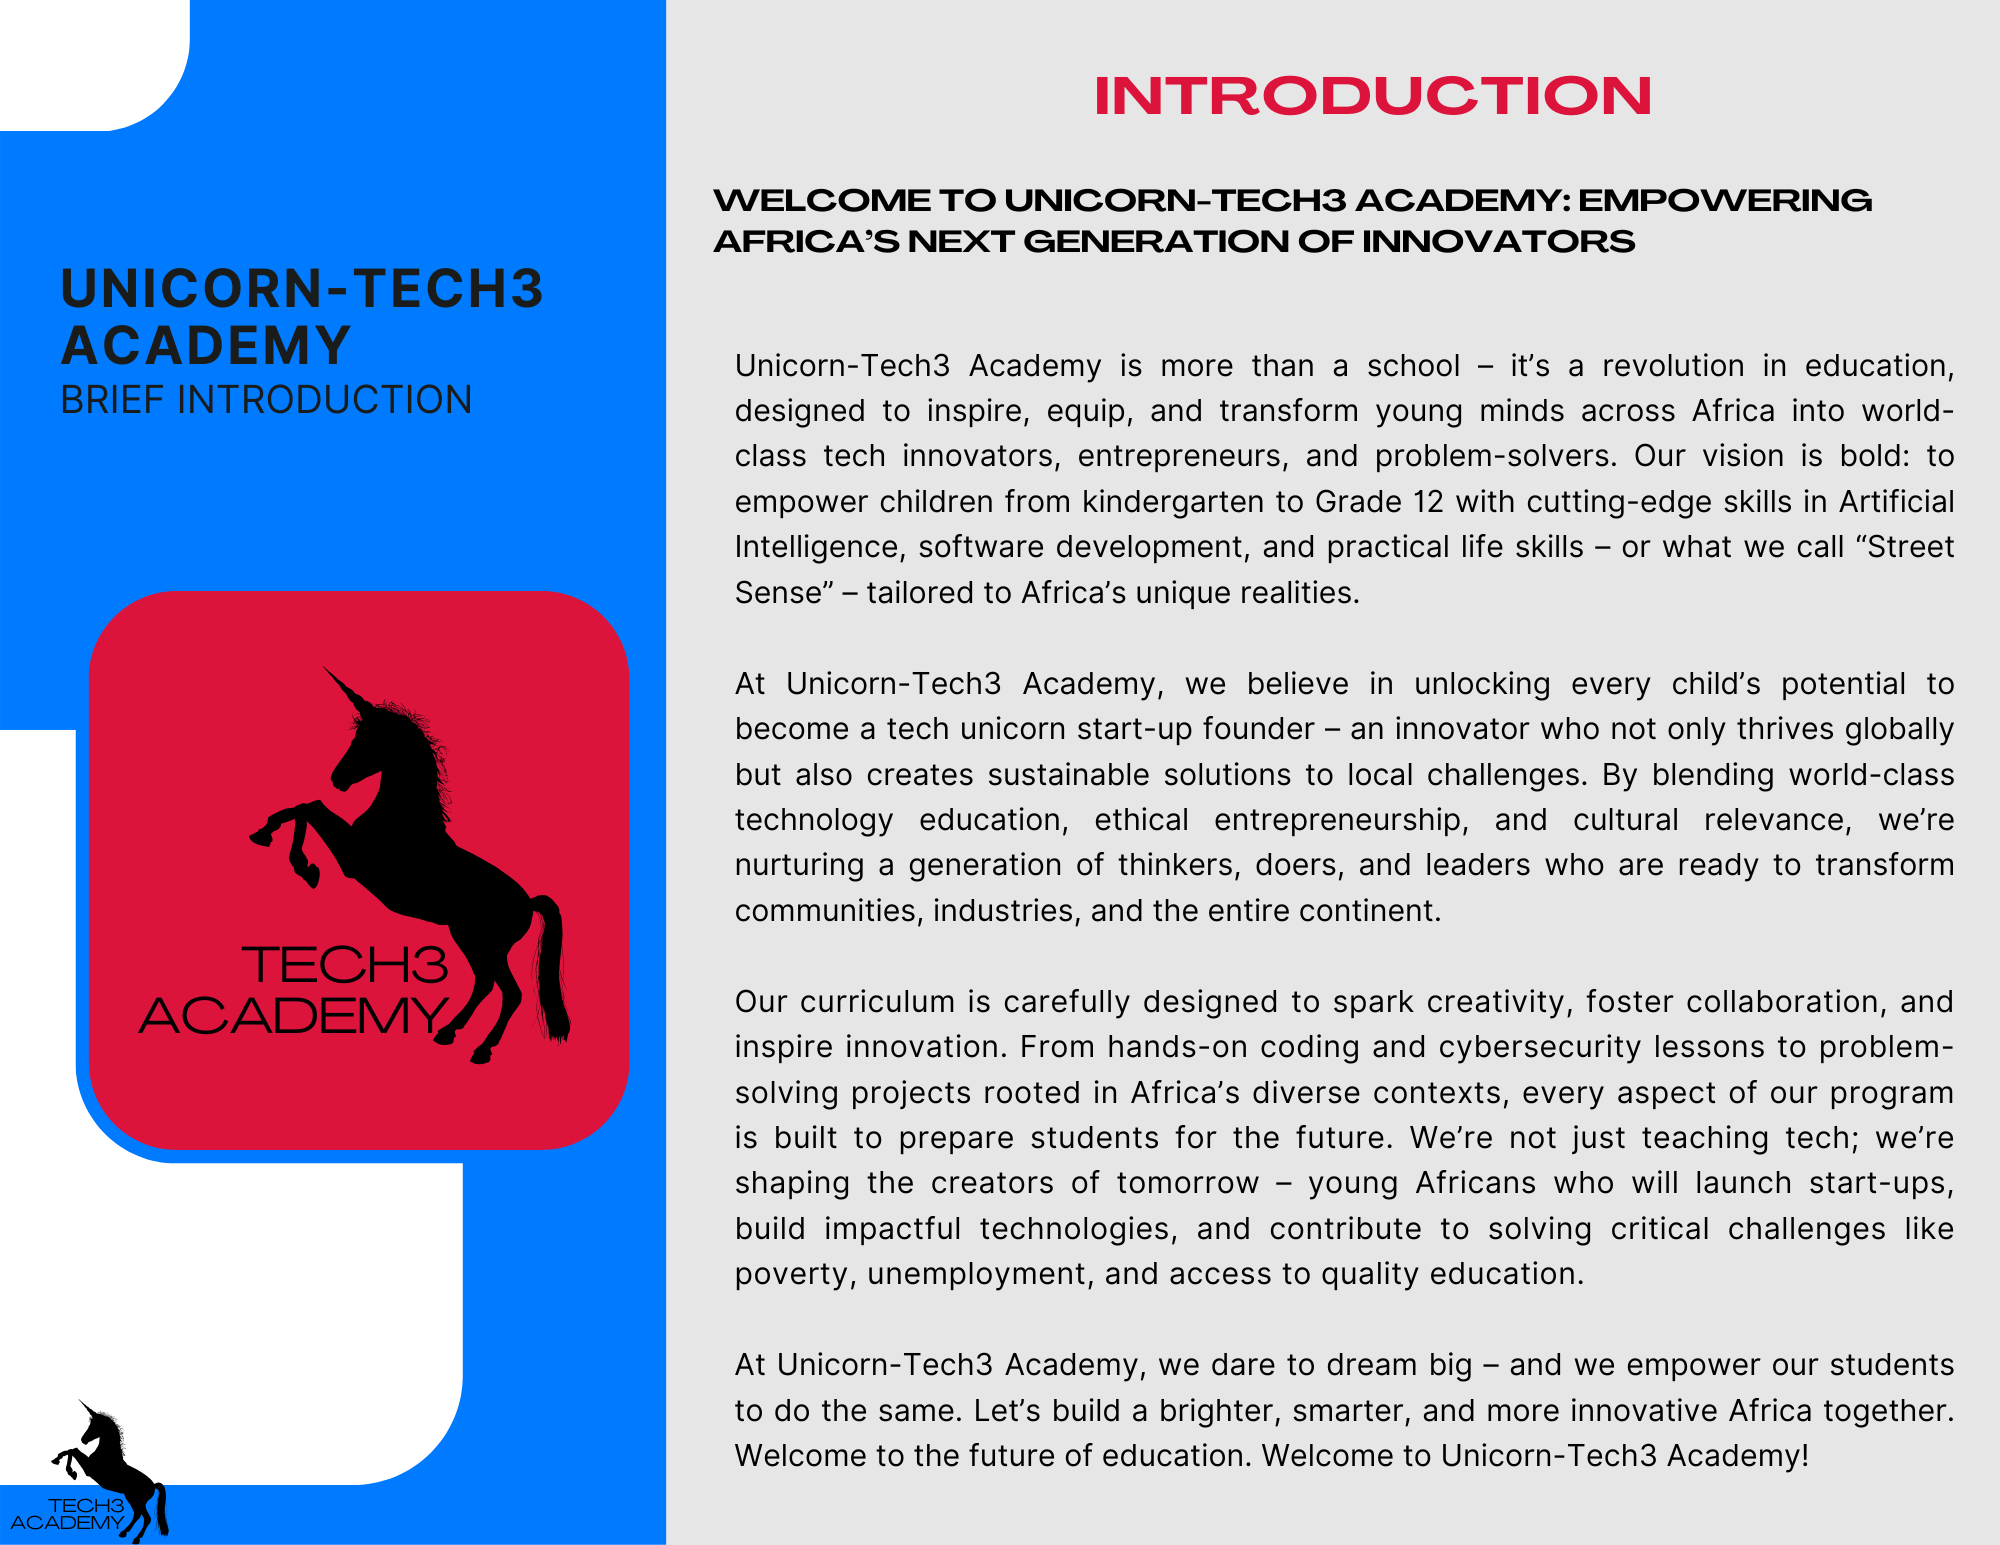 UNICORN-TECH3
ACADEMY
BRIEF INTRODUCTION
TECH3
ACADEMY
TECH3
ACADEMY
INTRODUCTION
WELCOME TO UNICORN-TECH3 ACADEMY: EMPOWERING
AFRICA’S NEXT GENERATION OF INNOVATORS
Unicorn-Tech3 Academy is more than a school – it’s a revolution in education,
designed to inspire, equip, and transform young minds across Africa into world-
class tech innovators, entrepreneurs, and problem-solvers. Our vision is bold: to
empower children from kindergarten to Grade 12 with cutting-edge skills in Artificial
Intelligence, software development, and practical life skills – or what we call “Street
Sense” – tailored to Africa’s unique realities.
At Unicorn-Tech3 Academy, we believe in unlocking every child’s potential to
become a tech unicorn start-up founder – an innovator who not only thrives globally
but also creates sustainable solutions to local challenges. By blending world-class
technology education, ethical entrepreneurship, and cultural relevance, we’re
nurturing a generation of thinkers, doers, and leaders who are ready to transform
communities, industries, and the entire continent.
Our curriculum is carefully designed to spark creativity, foster collaboration, and
inspire innovation. From hands-on coding and cybersecurity lessons to problem-
solving projects rooted in Africa’s diverse contexts, every aspect of our program
is built to prepare students for the future. We’re not just teaching tech; we’re
shaping the creators of tomorrow – young Africans who will launch start-ups,
build impactful technologies, and contribute to solving critical challenges like
poverty, unemployment, and access to quality education.
At Unicorn-Tech3 Academy, we dare to dream big – and we empower our students
to do the same. Let’s build a brighter, smarter, and more innovative Africa together.
Welcome to the future of education. Welcome to Unicorn-Tech3 Academy!